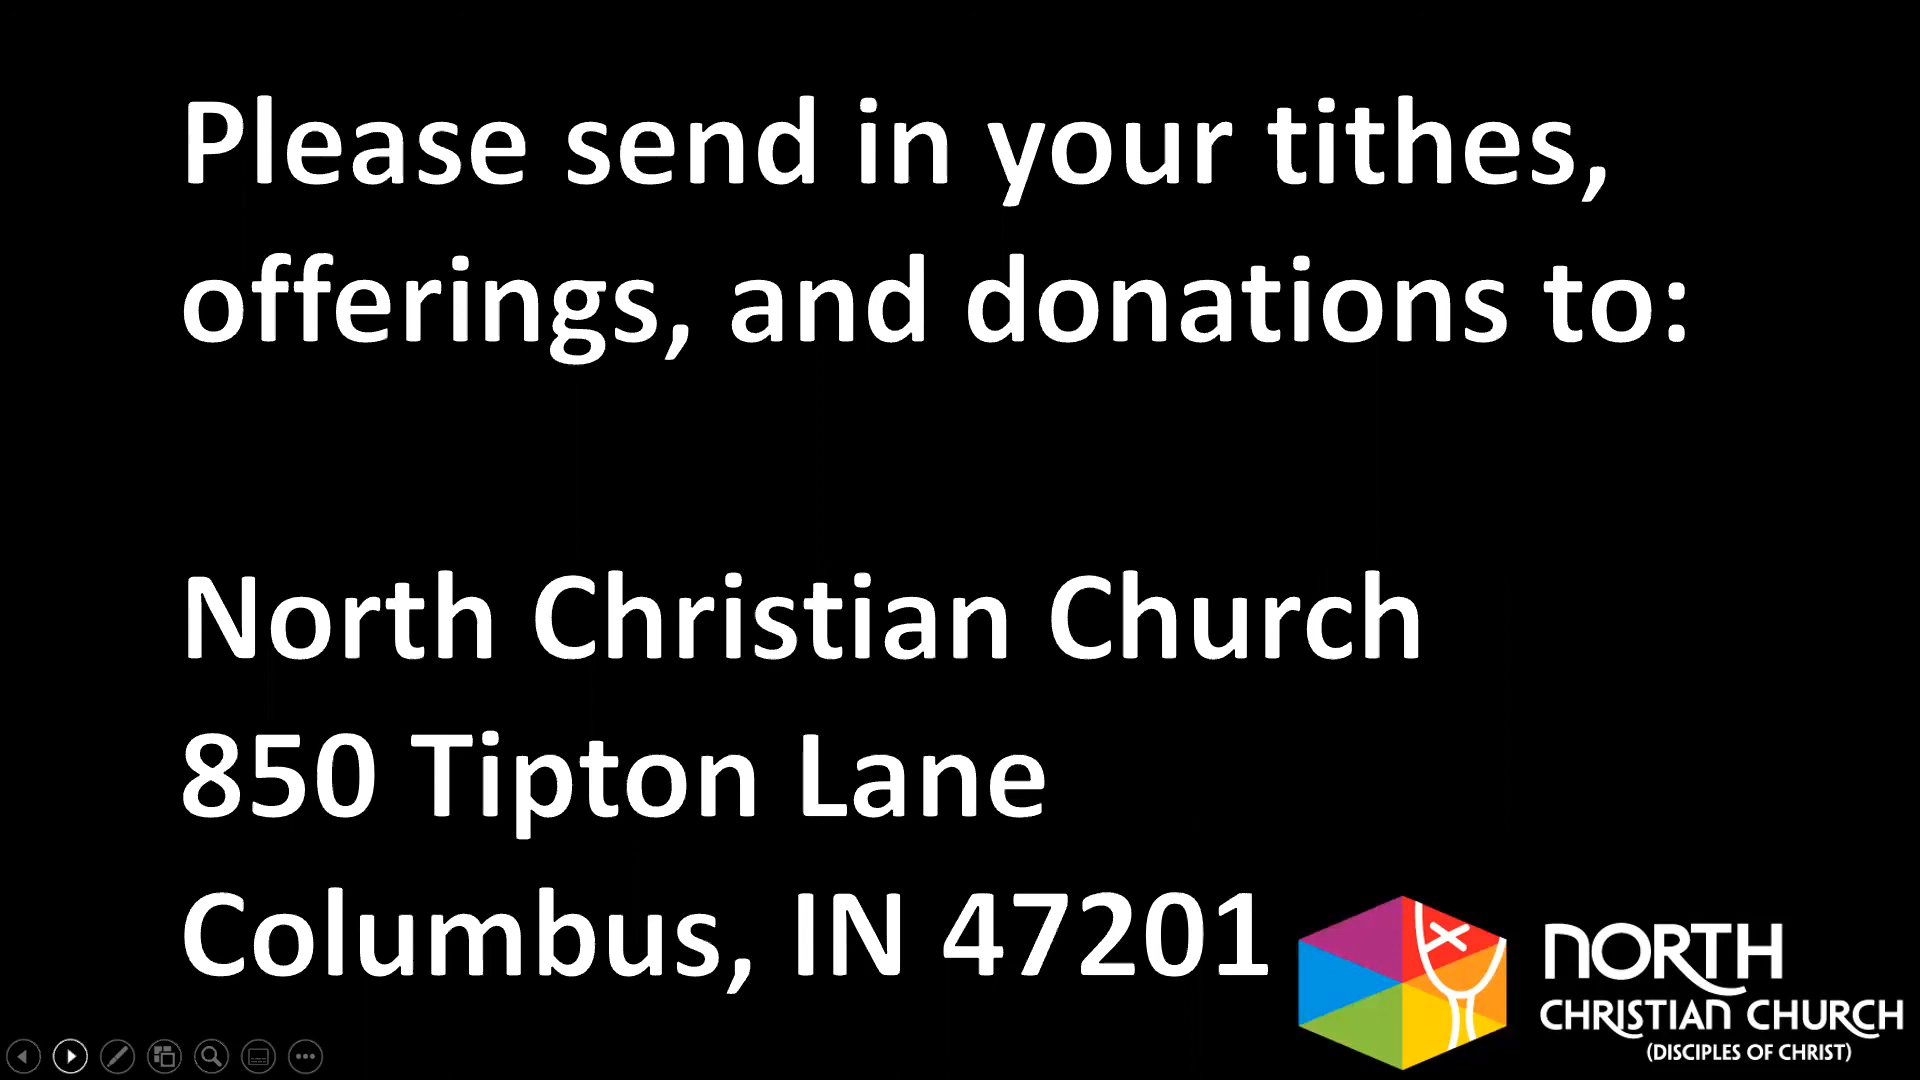 Please send in your tithes,
offerings, and donations to:
North Christian Church
850 Tipton Lane
Columbus, IN 47201
NORTH
CHRISTIAN CHURCH
(DISCIPLES OF CHRIST)